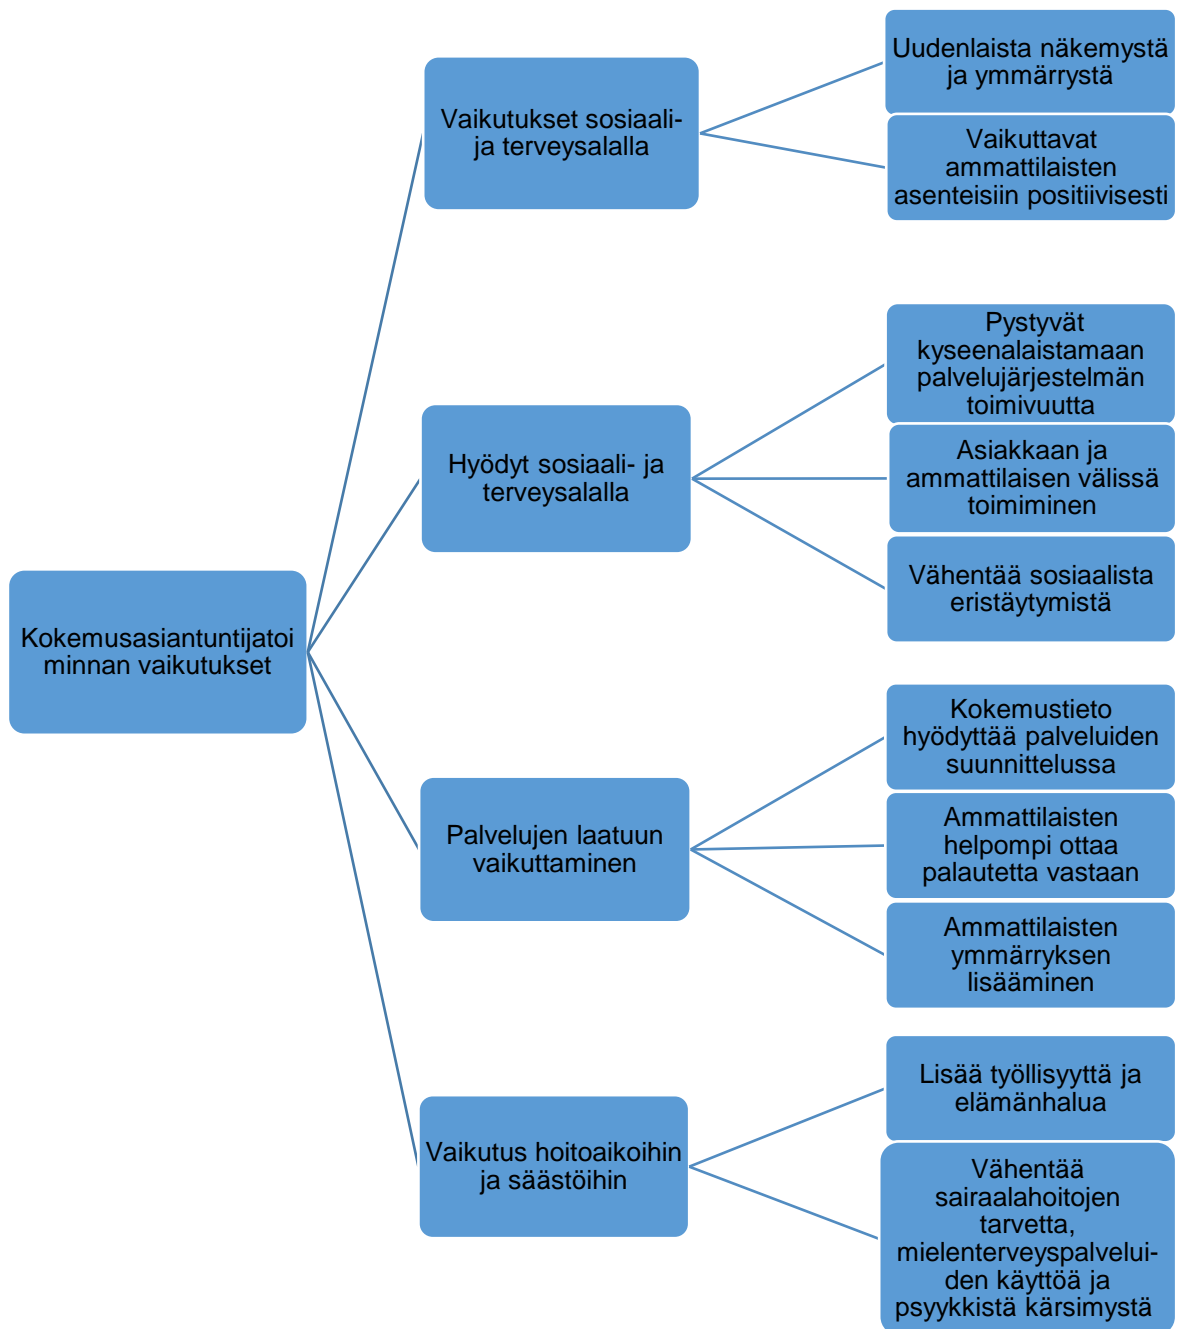 Kokemusasiantuntijatoi
minnan vaikutukset
Vaikutukset sosiaali-
ja terveysalalla
Uudenlaista näkemystä
ja ymmärrystä
Vaikuttavat
ammattilaisten
asenteisiin positiivisesti
Hyödyt sosiaali- ja
terveysalalla
Pystyvät
kyseenalaistamaan
palvelujärjestelmän
toimivuutta
Asiakkaan ja
ammattilaisen välissä
toimiminen
Vähentää sosiaalista
eristäytymistä
Palvelujen laatuun
vaikuttaminen
Kokemustieto
hyödyttää palveluiden
suunnittelussa
Ammattilaisten
helpompi ottaa
palautetta vastaan
Ammattilaisten
ymmärryksen
lisääminen
Vaikutus hoitoaikoihin
ja säästöihin
Lisää työllisyyttä ja
elämänhalua
Vähentää
sairaalahoitojen
tarvetta,
mielenterveyspalvelui-
den käyttöä ja
psyykkistä kärsimystä